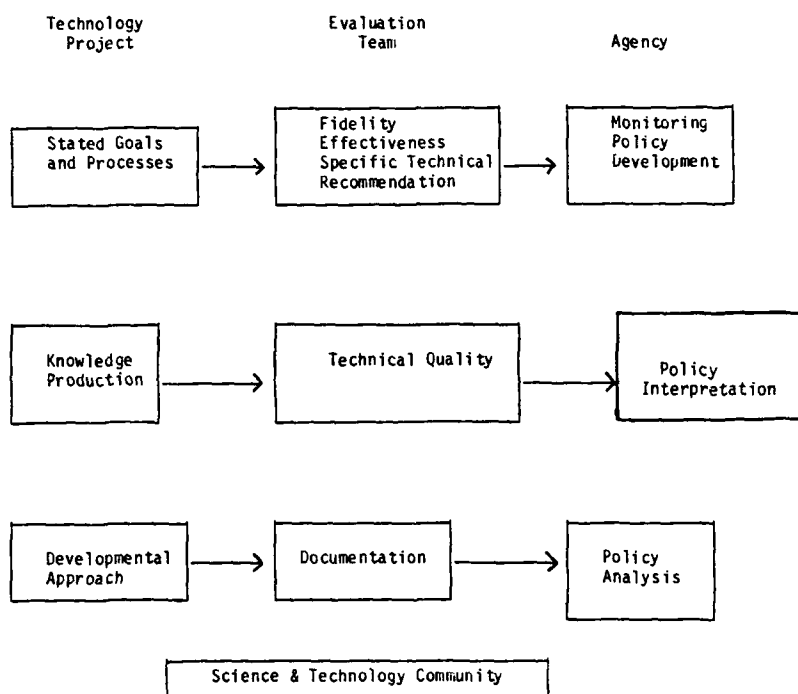 Technology
Project
Evaluation
Team
Agency
Stated Goals
and Processes
Fidelity
Effectiveness
Specific Technical
Recommendation
Monitoring
Policy
Development
Knowledge
Production
Technical Quality
Policy
Interpretation
Developmental
Approach
Documentation
Policy
Analysis
Science & Technology Community